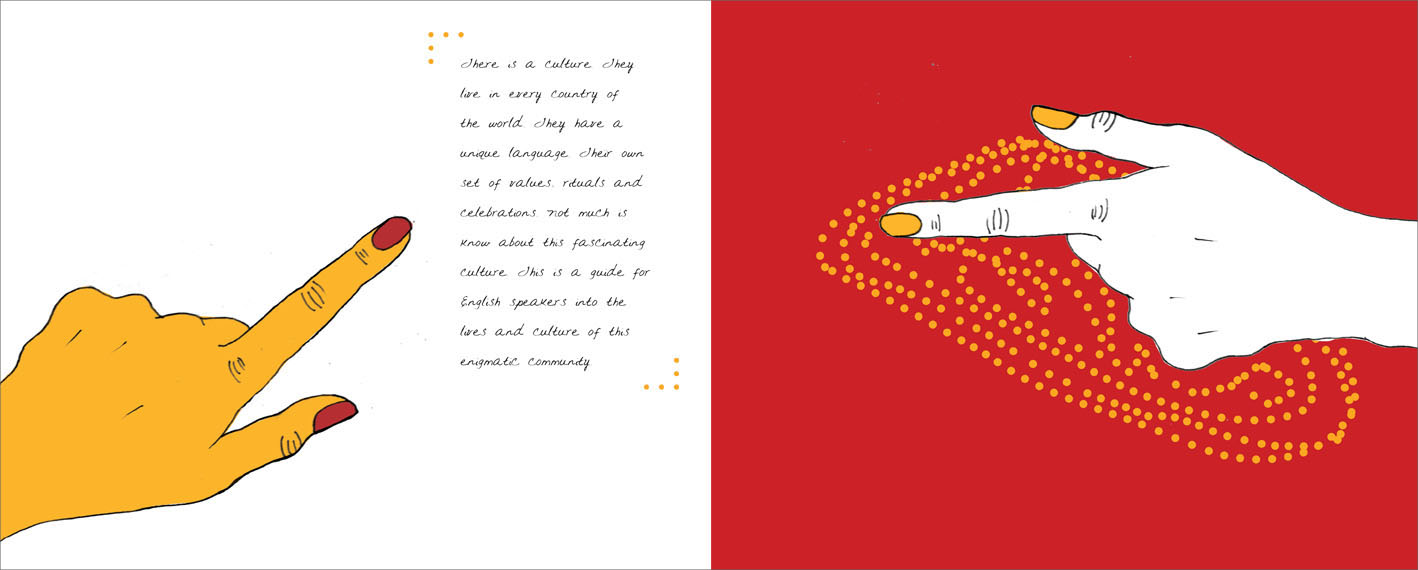 There is a culture They
live in every country of
the world. They have a
unique language Their own
set of values, rituals and
celebrations. not much is
know about this fascinating
culture This is a guide for
English speakers into the
lives and culture of this
enigmatic community